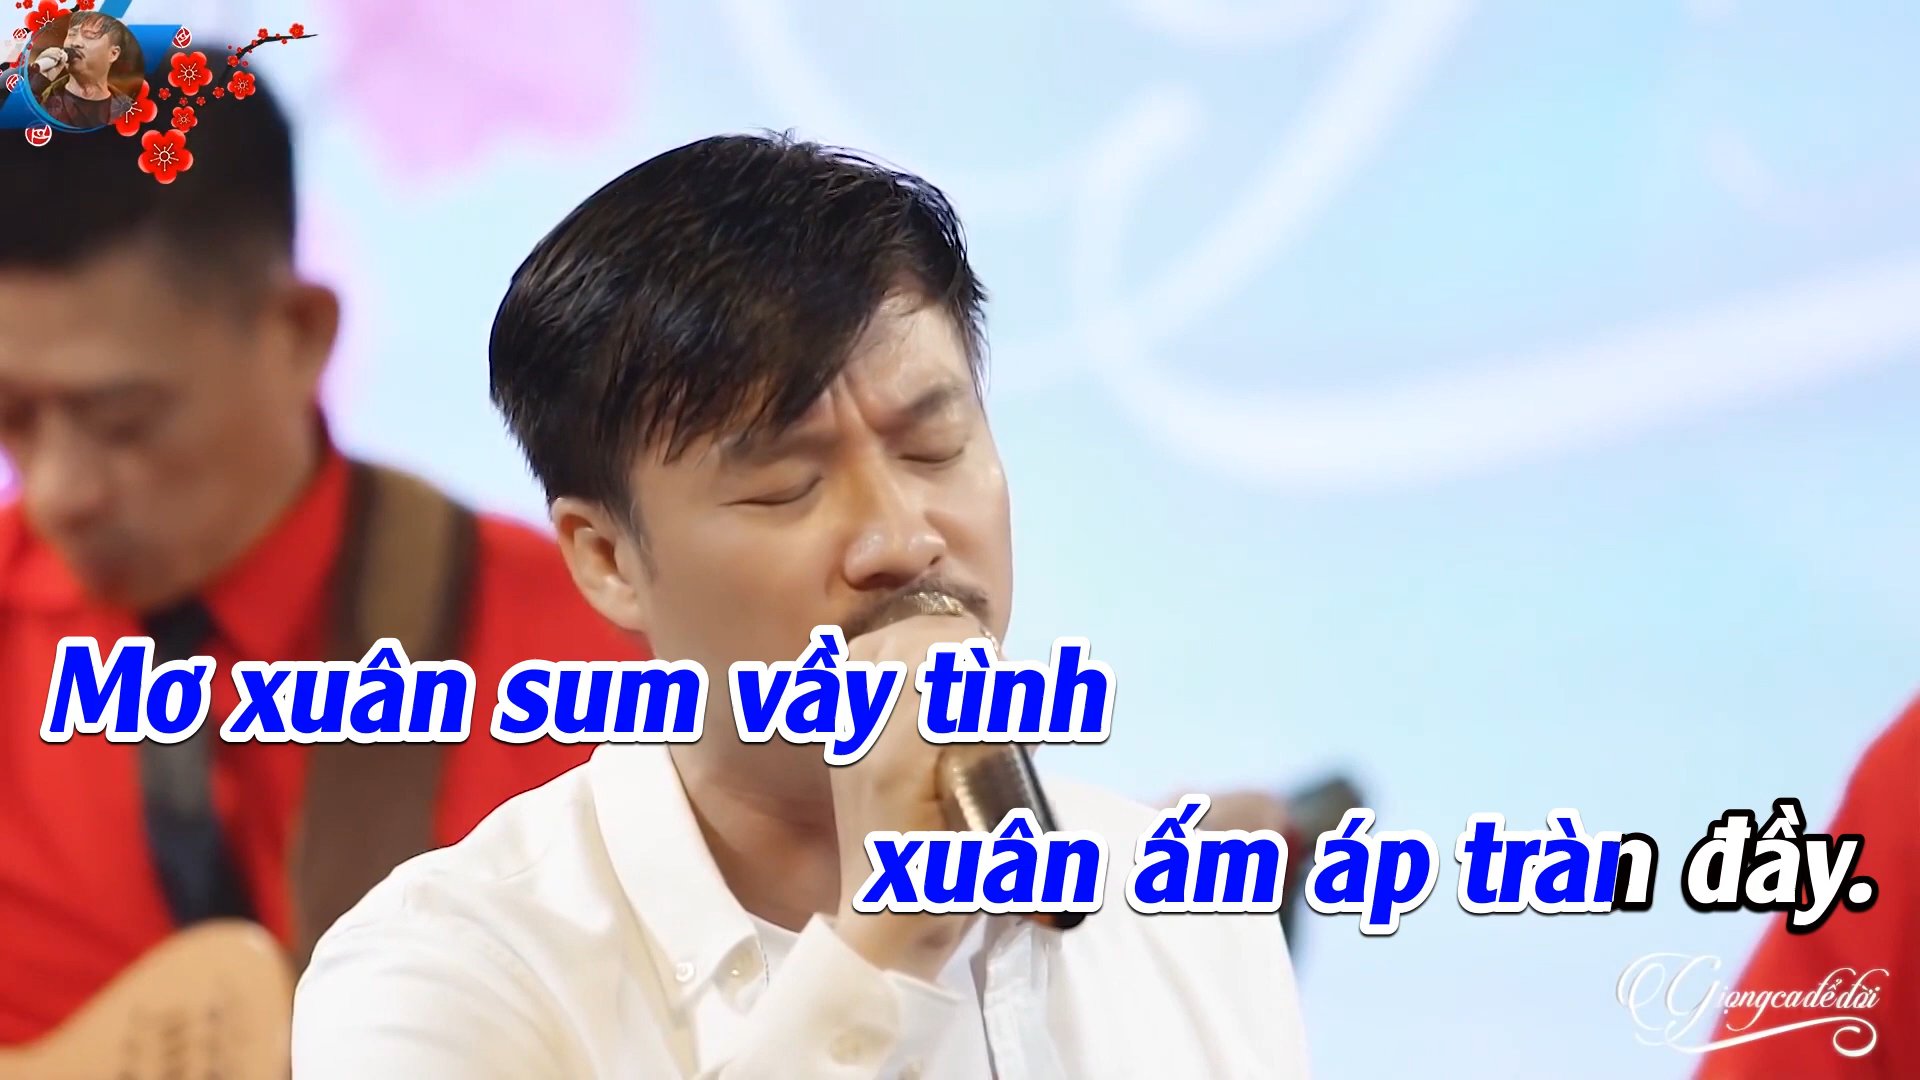 Mơ xuân sum vầy tình
xuân ấm áp tràn đầy.
Giọngcađểđời